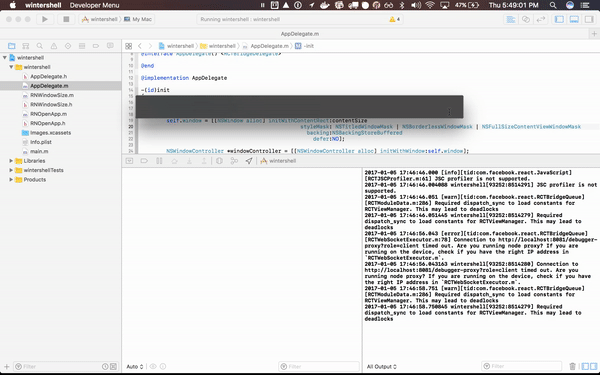 wintershell Developer Menu
47% Thu 5:49:01 PM
wintershell My Mac
Running wintershell
4
AppDelegate.m
wintershell wintershell AppDelegate.m -init
wintershell
wintershell
AppDelegate.h
AppDelegate.m
RNWindowSize.m
RNWindowSize.h
RNOpenApp.m
RNOpenApp.h
Images.xcassets
Info.plist
main.m
Libraries
wintershellTests
Products
@interface AppDelegate() <RCTBridgeDelegate>
@end
@implementation AppDelegate
-(id)init
self.window = [[NSWindow alloc] initWithContentRect:contentSize
styleMask: NSTitledWindowMask | NSBorderlessWindowMask | NSFullSizeContentViewWindowMask
backing:NSBackingStoreBuffered
defer:NO];
NSWindowController *windowController = [[NSWindowController alloc] initWithWindow:self.window];
wintershell
2017-01-05 17:46:46.000 [info][tid:com.facebook.react.JavaScript]
[RCTJSCProfiler.m:61] JSC profiler is not supported.
2017-01-05 17:46:46.004088 wintershell[93252:8514291] JSC profiler is not
supported.
2017-01-05 17:46:46.051 [warn][tid:com.facebook.react.RCTBridgeQueue]
[RCTModuleData.m:286] Required dispatch_sync to load constants for
RCTViewManager. This may lead to deadlocks
2017-01-05 17:46:46.051445 wintershell[93252:8514279] Required
dispatch_sync to load constants for RCTViewManager. This may lead to
deadlocks
2017-01-05 17:46:56.043 [error][tid:com.facebook.react.RCTBridgeQueue]
[RCTWebSocketExecutor.m:78] Connection to http://localhost:8081/debugger-
proxy?role=client timed out. Are you running node proxy? If you are
running on the device, check if you have the right IP address in
`RCTWebSocketExecutor.m`.
2017-01-05 17:46:56.043163 wintershell[93252:8514280] Connection to
http://localhost:8081/debugger-proxy?role=client timed out. Are you
running node proxy? If you are running on the device, check if you have
the right IP address in `RCTWebSocketExecutor.m`.
2017-01-05 17:46:58.751 [warn][tid:com.facebook.react.RCTBridgeQueue]
[RCTModuleData.m:286] Required dispatch_sync to load constants for
RCTViewManager. This may lead to deadlocks
2017-01-05 17:46:58.750845 wintershell[93252:8514279] Required
dispatch_sync to load constants for RCTViewManager. This may lead to
deadlocks
Filter
Auto
Filter
All Output
Filter